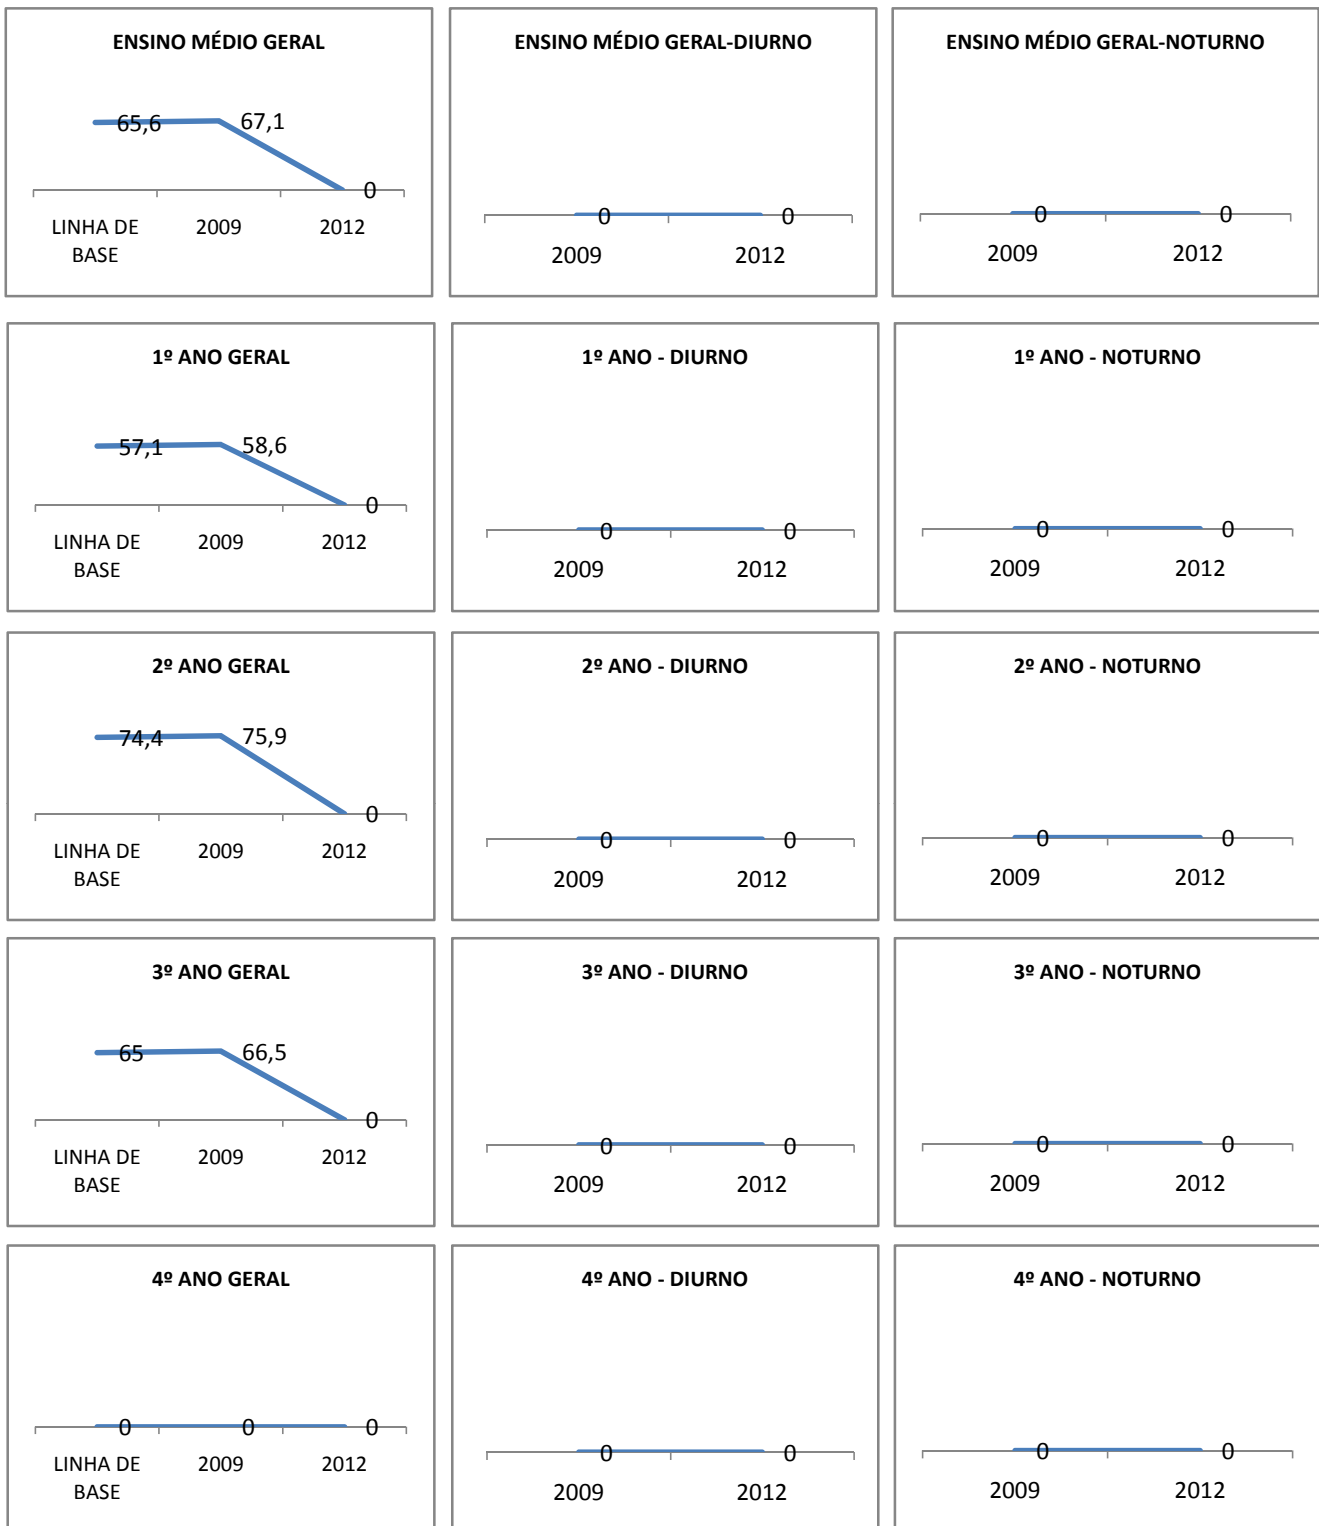 ENSINO MÉDIO GERAL
65,6
67,1
0
LINHA DE
BASE
2009
2012
ENSINO MÉDIO GERAL-DIURNO
0
0
2009
2012
ENSINO MÉDIO GERAL-NOTURNO
0
0
2009
2012
1º ANO GERAL
57,1
58,6
0
LINHA DE
BASE
2009
2012
1º ANO - DIURNO
0
0
2009
2012
1º ANO - NOTURNO
0
0
2009
2012
2º ANO GERAL
74,4
75,9
0
LINHA DE
BASE
2009
2012
2º ANO - DIURNO
0
0
2009
2012
2º ANO - NOTURNO
0
0
2009
2012
3º ANO GERAL
65
66,5
0
LINHA DE
BASE
2009
2012
3º ANO - DIURNO
0
0
2009
2012
3º ANO - NOTURNO
0
0
2009
2012
4º ANO GERAL
0
0
0
LINHA DE
BASE
2009
2012
4º ANO - DIURNO
0
0
2009
2012
4º ANO - NOTURNO
0
0
2009
2012